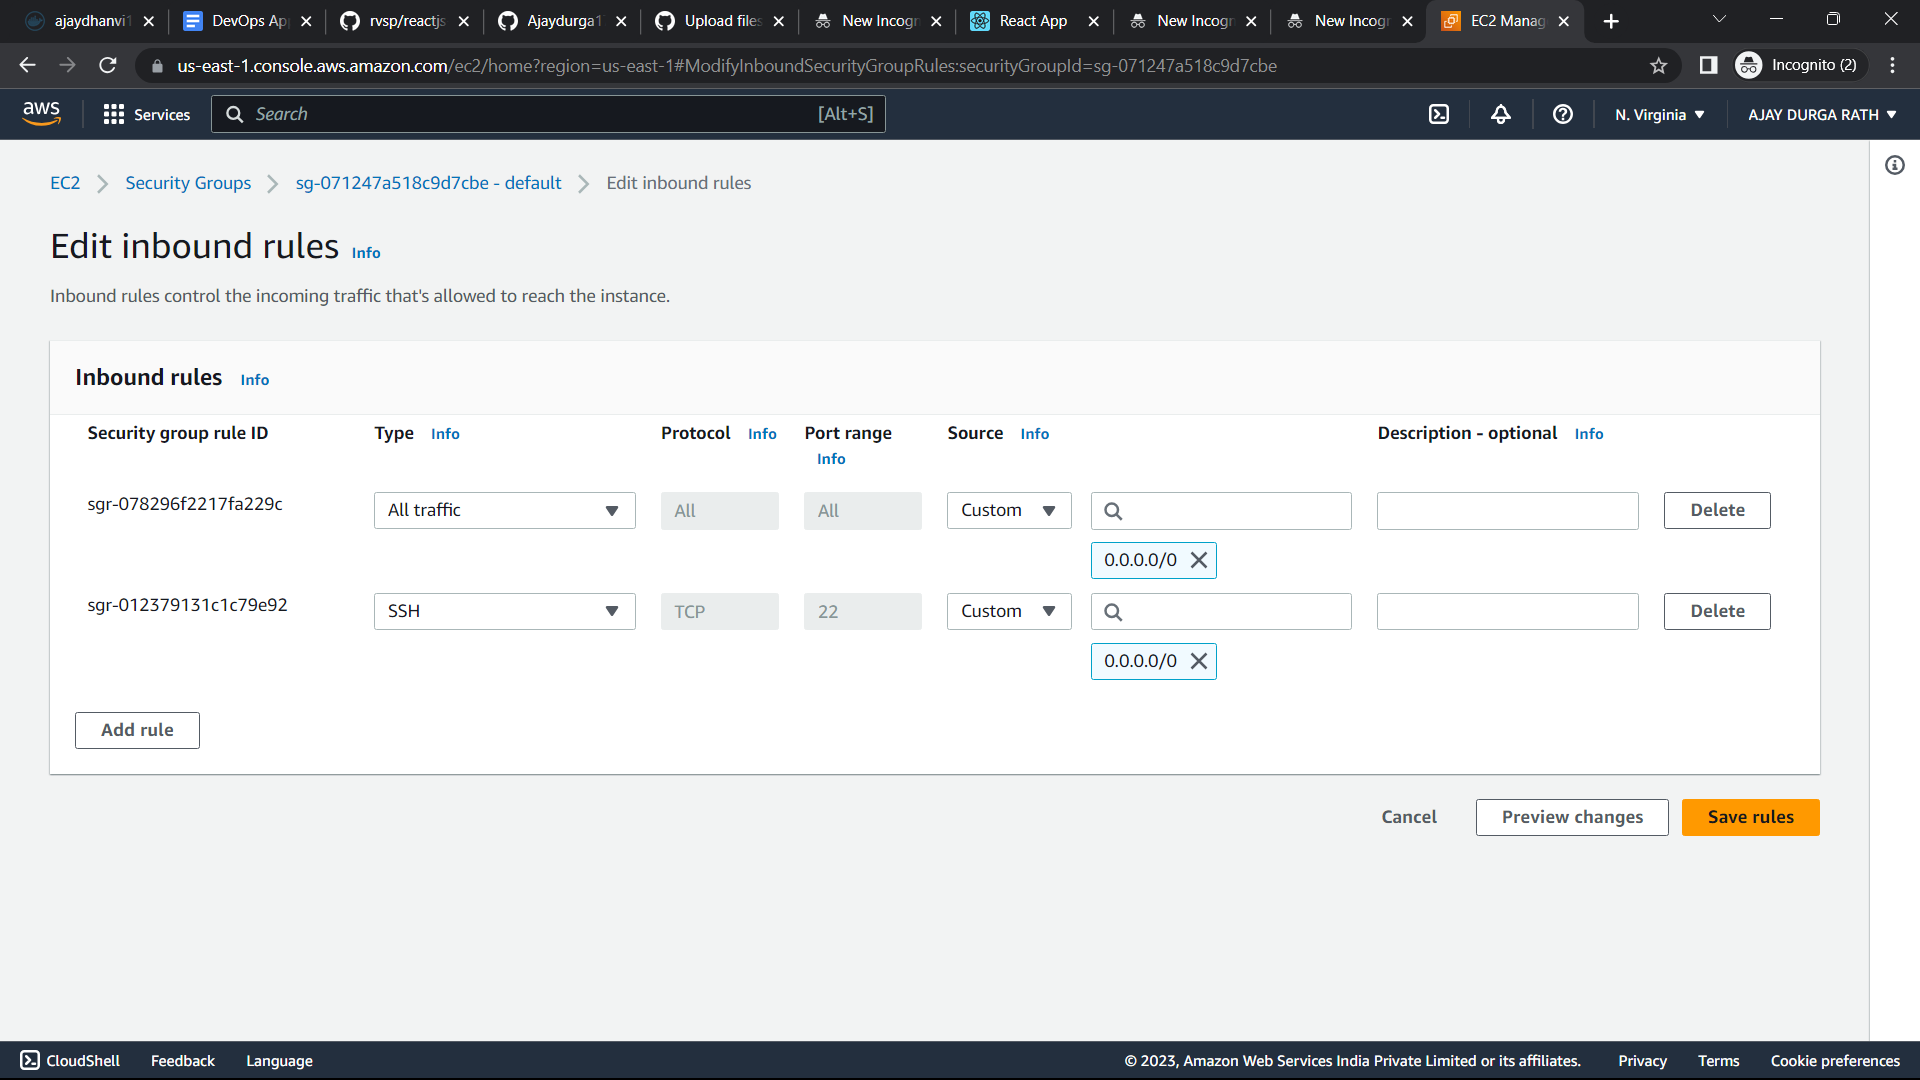 ajaydhanvi1
DevOps Ap
rvsp/reactjs
Ajaydurga1
Upload files
New Incogn
React App
New Incogn
New Incogn
EC2 Manag
us-east-1.console.aws.amazon.com/ec2/home?region=us-east-1#ModifyInboundSecurityGroupRules:securityGroupId=sg-071247a518c9d7cbe
Incognito (2)
aws
Services
Search
[Alt+S]
N. Virginia
AJAY DURGA RATH
EC2
Security Groups
sg-071247a518c9d7cbe - default
Edit inbound rules
Edit inbound rules Info
Inbound rules control the incoming traffic that's allowed to reach the instance.
Inbound rules Info
Security group rule ID
Type Info
Protocol Info
Port range
Info
Source Info
Description - optional Info
sgr-078296f2217fa229c
All traffic
All
All
Custom
Delete
0.0.0.0/0
sgr-012379131c1c79e92
SSH
TCP
22
Custom
Delete
0.0.0.0/0
Add rule
Cancel
Preview changes
Save rules
CloudShell
Feedback
Language
© 2023, Amazon Web Services India Private Limited or its affiliates.
Privacy
Terms
Cookie preferences